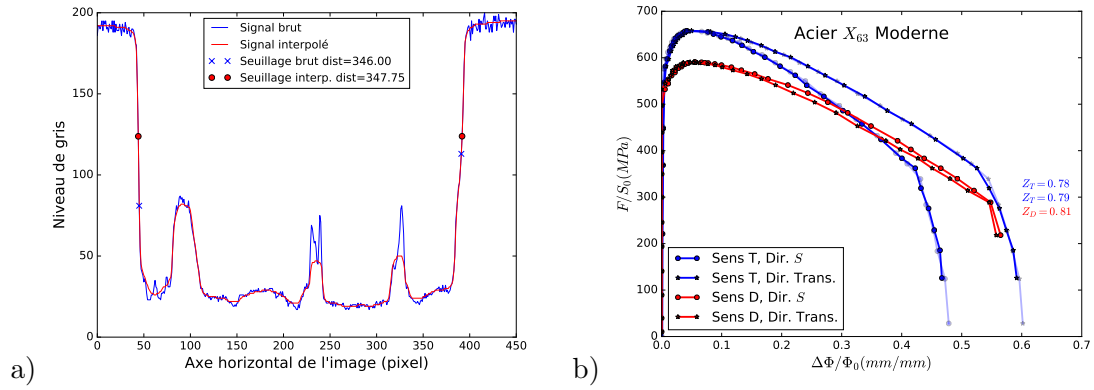 Signal brut
Signal interpolé
Seuillage brut dist=346.00
Seuillage interp. dist=347.75
Niveau de gris
200
150
100
50
0
0 50 100 150 200 250 300 350 400 450
Axe horizontal de l'image (pixel)
a)
Acier X63 Moderne
F/S0(MPa)
700
600
500
400
300
200
100
0
ZT = 0.78
ZT = 0.79
ZD = 0.81
Sens T, Dir. S
Sens T, Dir. Trans.
Sens D, Dir. S
Sens D, Dir. Trans.
0.0 0.1 0.2 0.3 0.4 0.5 0.6 0.7
ΔΦ/Φ0(mm/mm)
b)